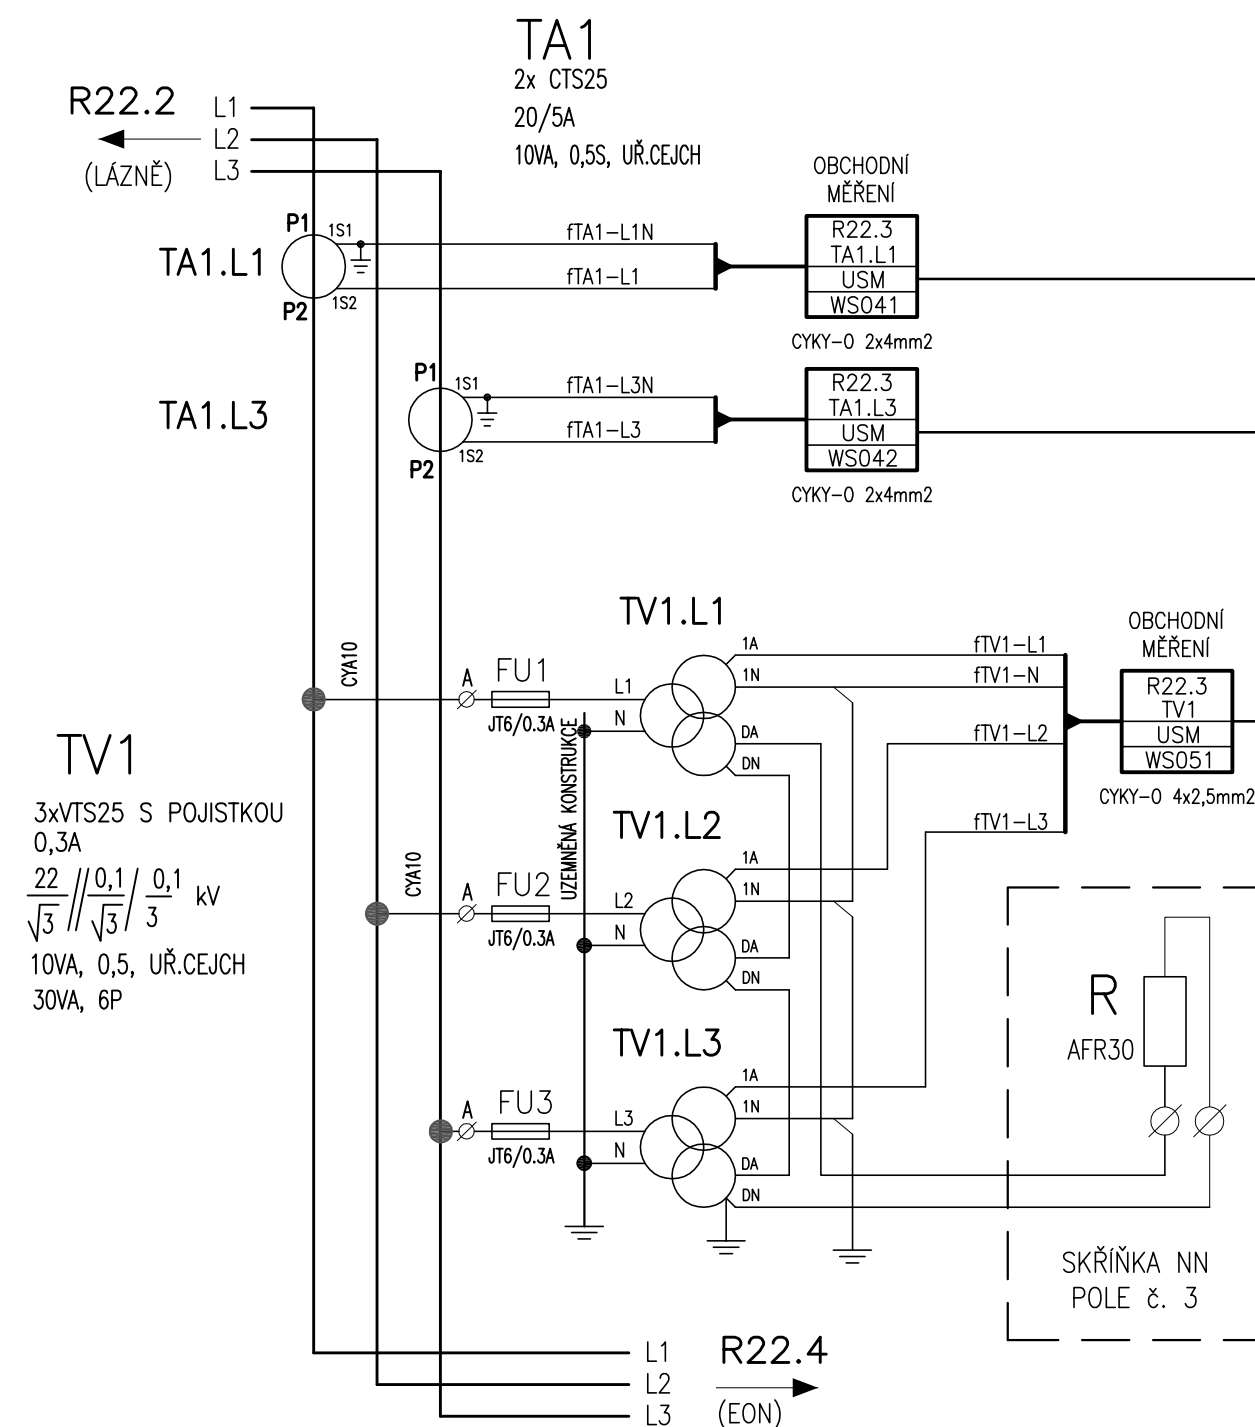 TA1
2x CTS25
20/5A
10VA, 0,5S, UŘ.CEJCH
R22.2
(LÁZNĚ)
L1
L2
L3
TA1.L1
P1
P2
1S1
1S2
fTA1-L1N
fTA1-L1
OBCHODNÍ
MĚŘENÍ
R22.3
TA1.L1
USM
WS041
CYKY-O 2x4mm2
TA1.L3
P1
P2
1S1
1S2
fTA1-L3N
fTA1-L3
R22.3
TA1.L3
USM
WS042
CYKY-O 2x4mm2
TV1
3xVTS25 S POJISTKOU
0,3A
22/√3//0,1/√3/0,1/3 kV
10VA, 0,5, UŘ.CEJCH
30VA, 6P
CYA10
CYA10
UZEMNĚNÁ KONSTRUKCE
TV1.L1
A
FU1
JT6/0.3A
L1
N
1A
1N
DA
DN
TV1.L2
A
FU2
JT6/0.3A
L2
N
1A
1N
DA
DN
TV1.L3
A
FU3
JT6/0.3A
L3
N
1A
1N
DA
DN
fTV1-L1
fTV1-N
fTV1-L2
fTV1-L3
OBCHODNÍ
MĚŘENÍ
R22.3
TV1
USM
WS051
CYKY-O 4x2,5mm2
R
AFR30
SKŘÍŇKA NN
POLE č. 3
L1
L2
L3
R22.4
(EON)